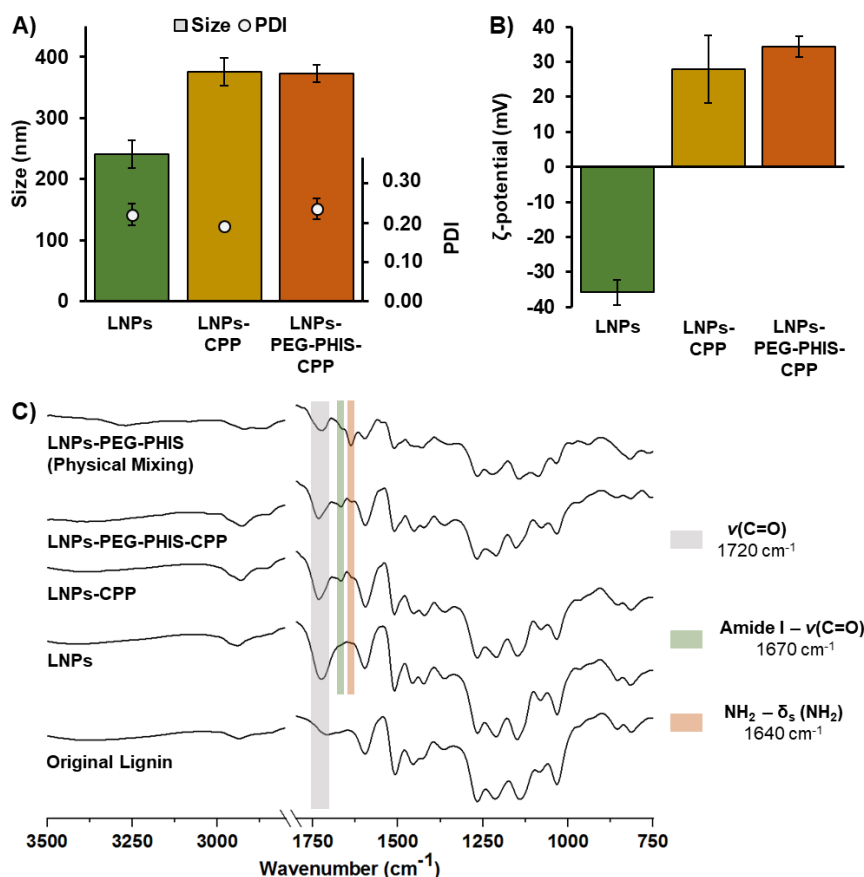 A)
Size PDI
Size (nm)
400
300
200
100
0
0.30
0.20
0.10
0.00
PDI
LNPs
LNPs-
CPP
LNPs-
PEG-PHIS-
CPP
B)
ζ-potential (mV)
40
30
20
10
0
-10
-20
-30
-40
LNPs
LNPs-
CPP
LNPs-
PEG-PHIS-
CPP
C)
LNPs-PEG-PHIS
(Physical Mixing)
LNPs-PEG-PHIS-CPP
LNPs-CPP
LNPs
Original Lignin
ν(C=O)
1720 cm⁻¹
Amide I – ν(C=O)
1670 cm⁻¹
NH₂ – δₛ (NH₂)
1640 cm⁻¹
3500 3250 3000 1750 1500 1250 1000 750
Wavenumber (cm⁻¹)